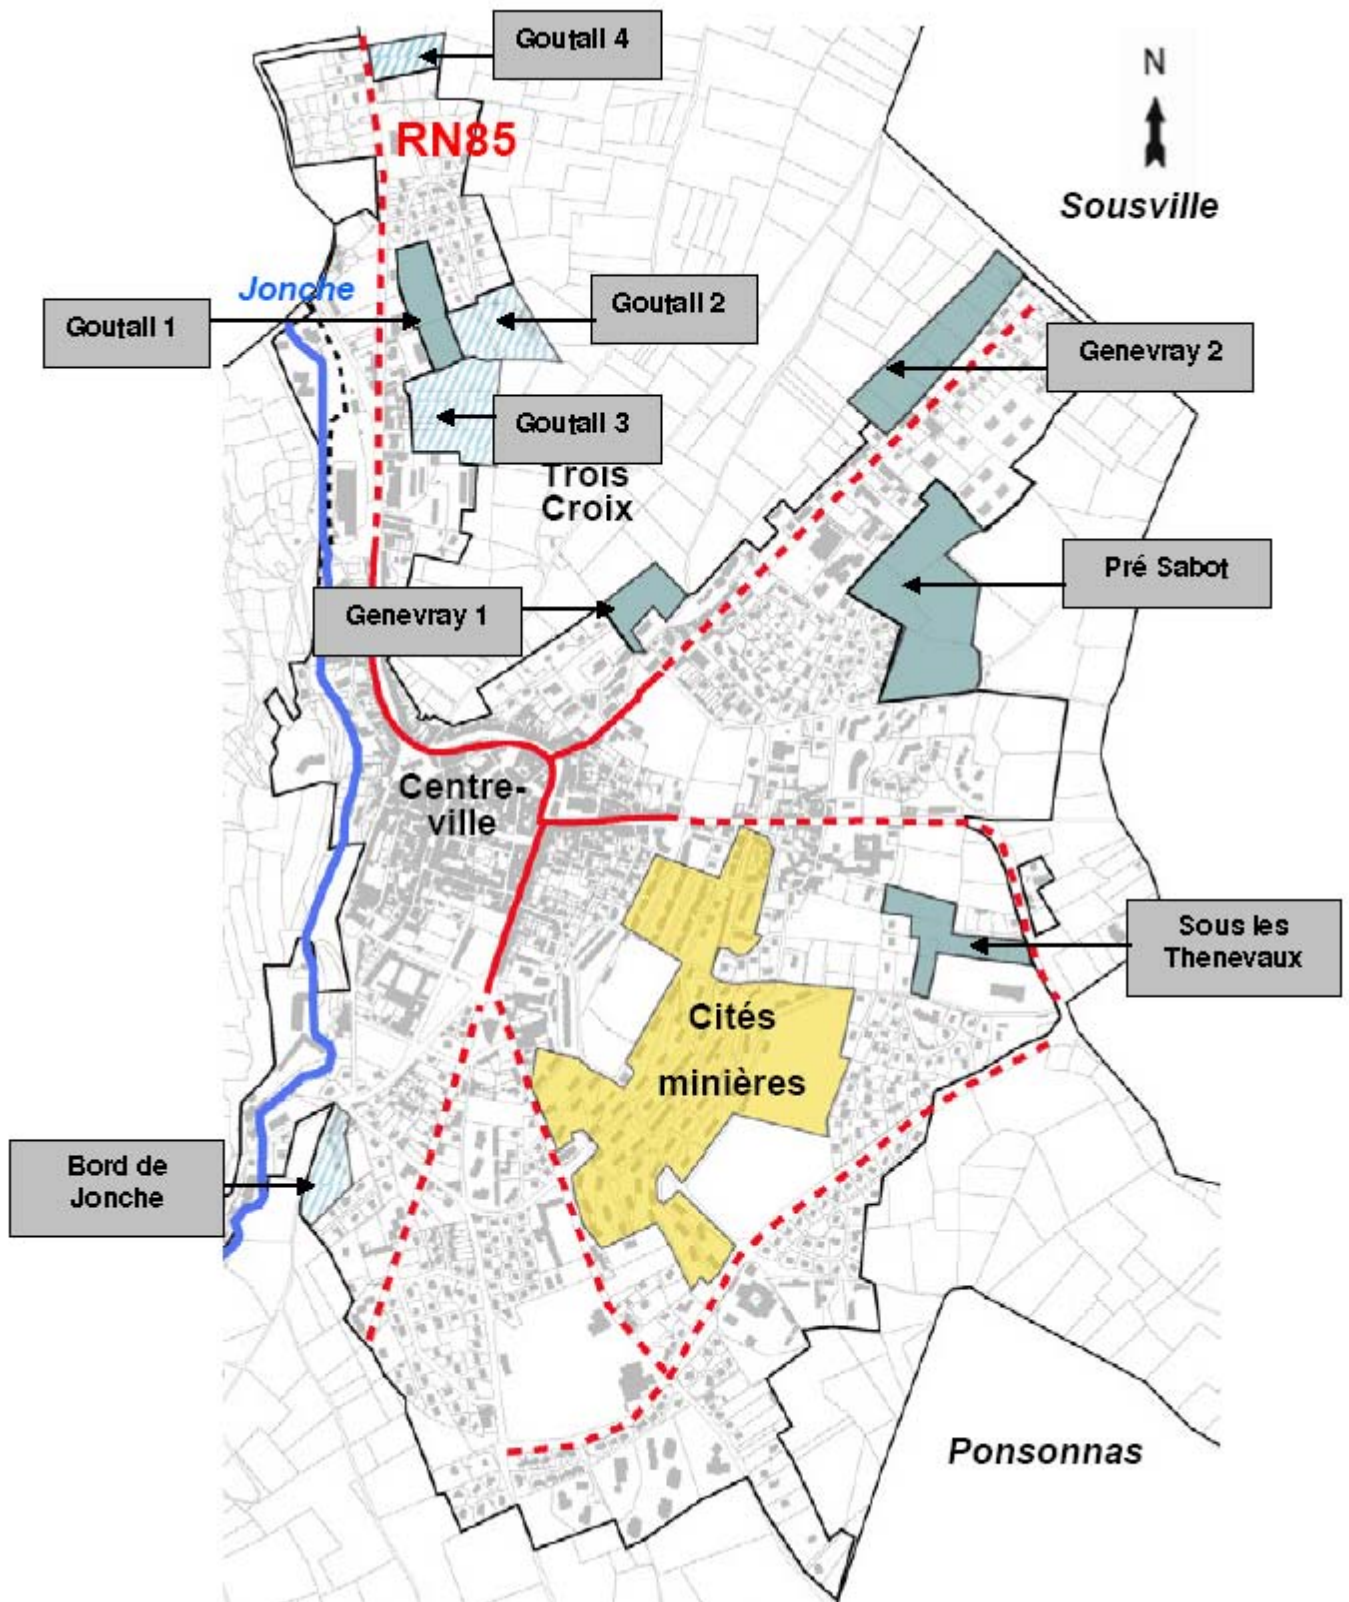 Goutall 4
N
RN85
Sousville
Jonche
Goutall 1
Goutall 2
Genevray 2
Goutall 3
Trois
Croix
Pré Sabot
Genevray 1
Centre-
ville
Sous les
Thenevaux
Cités
minières
Bord de
Jonche
Ponsonnas